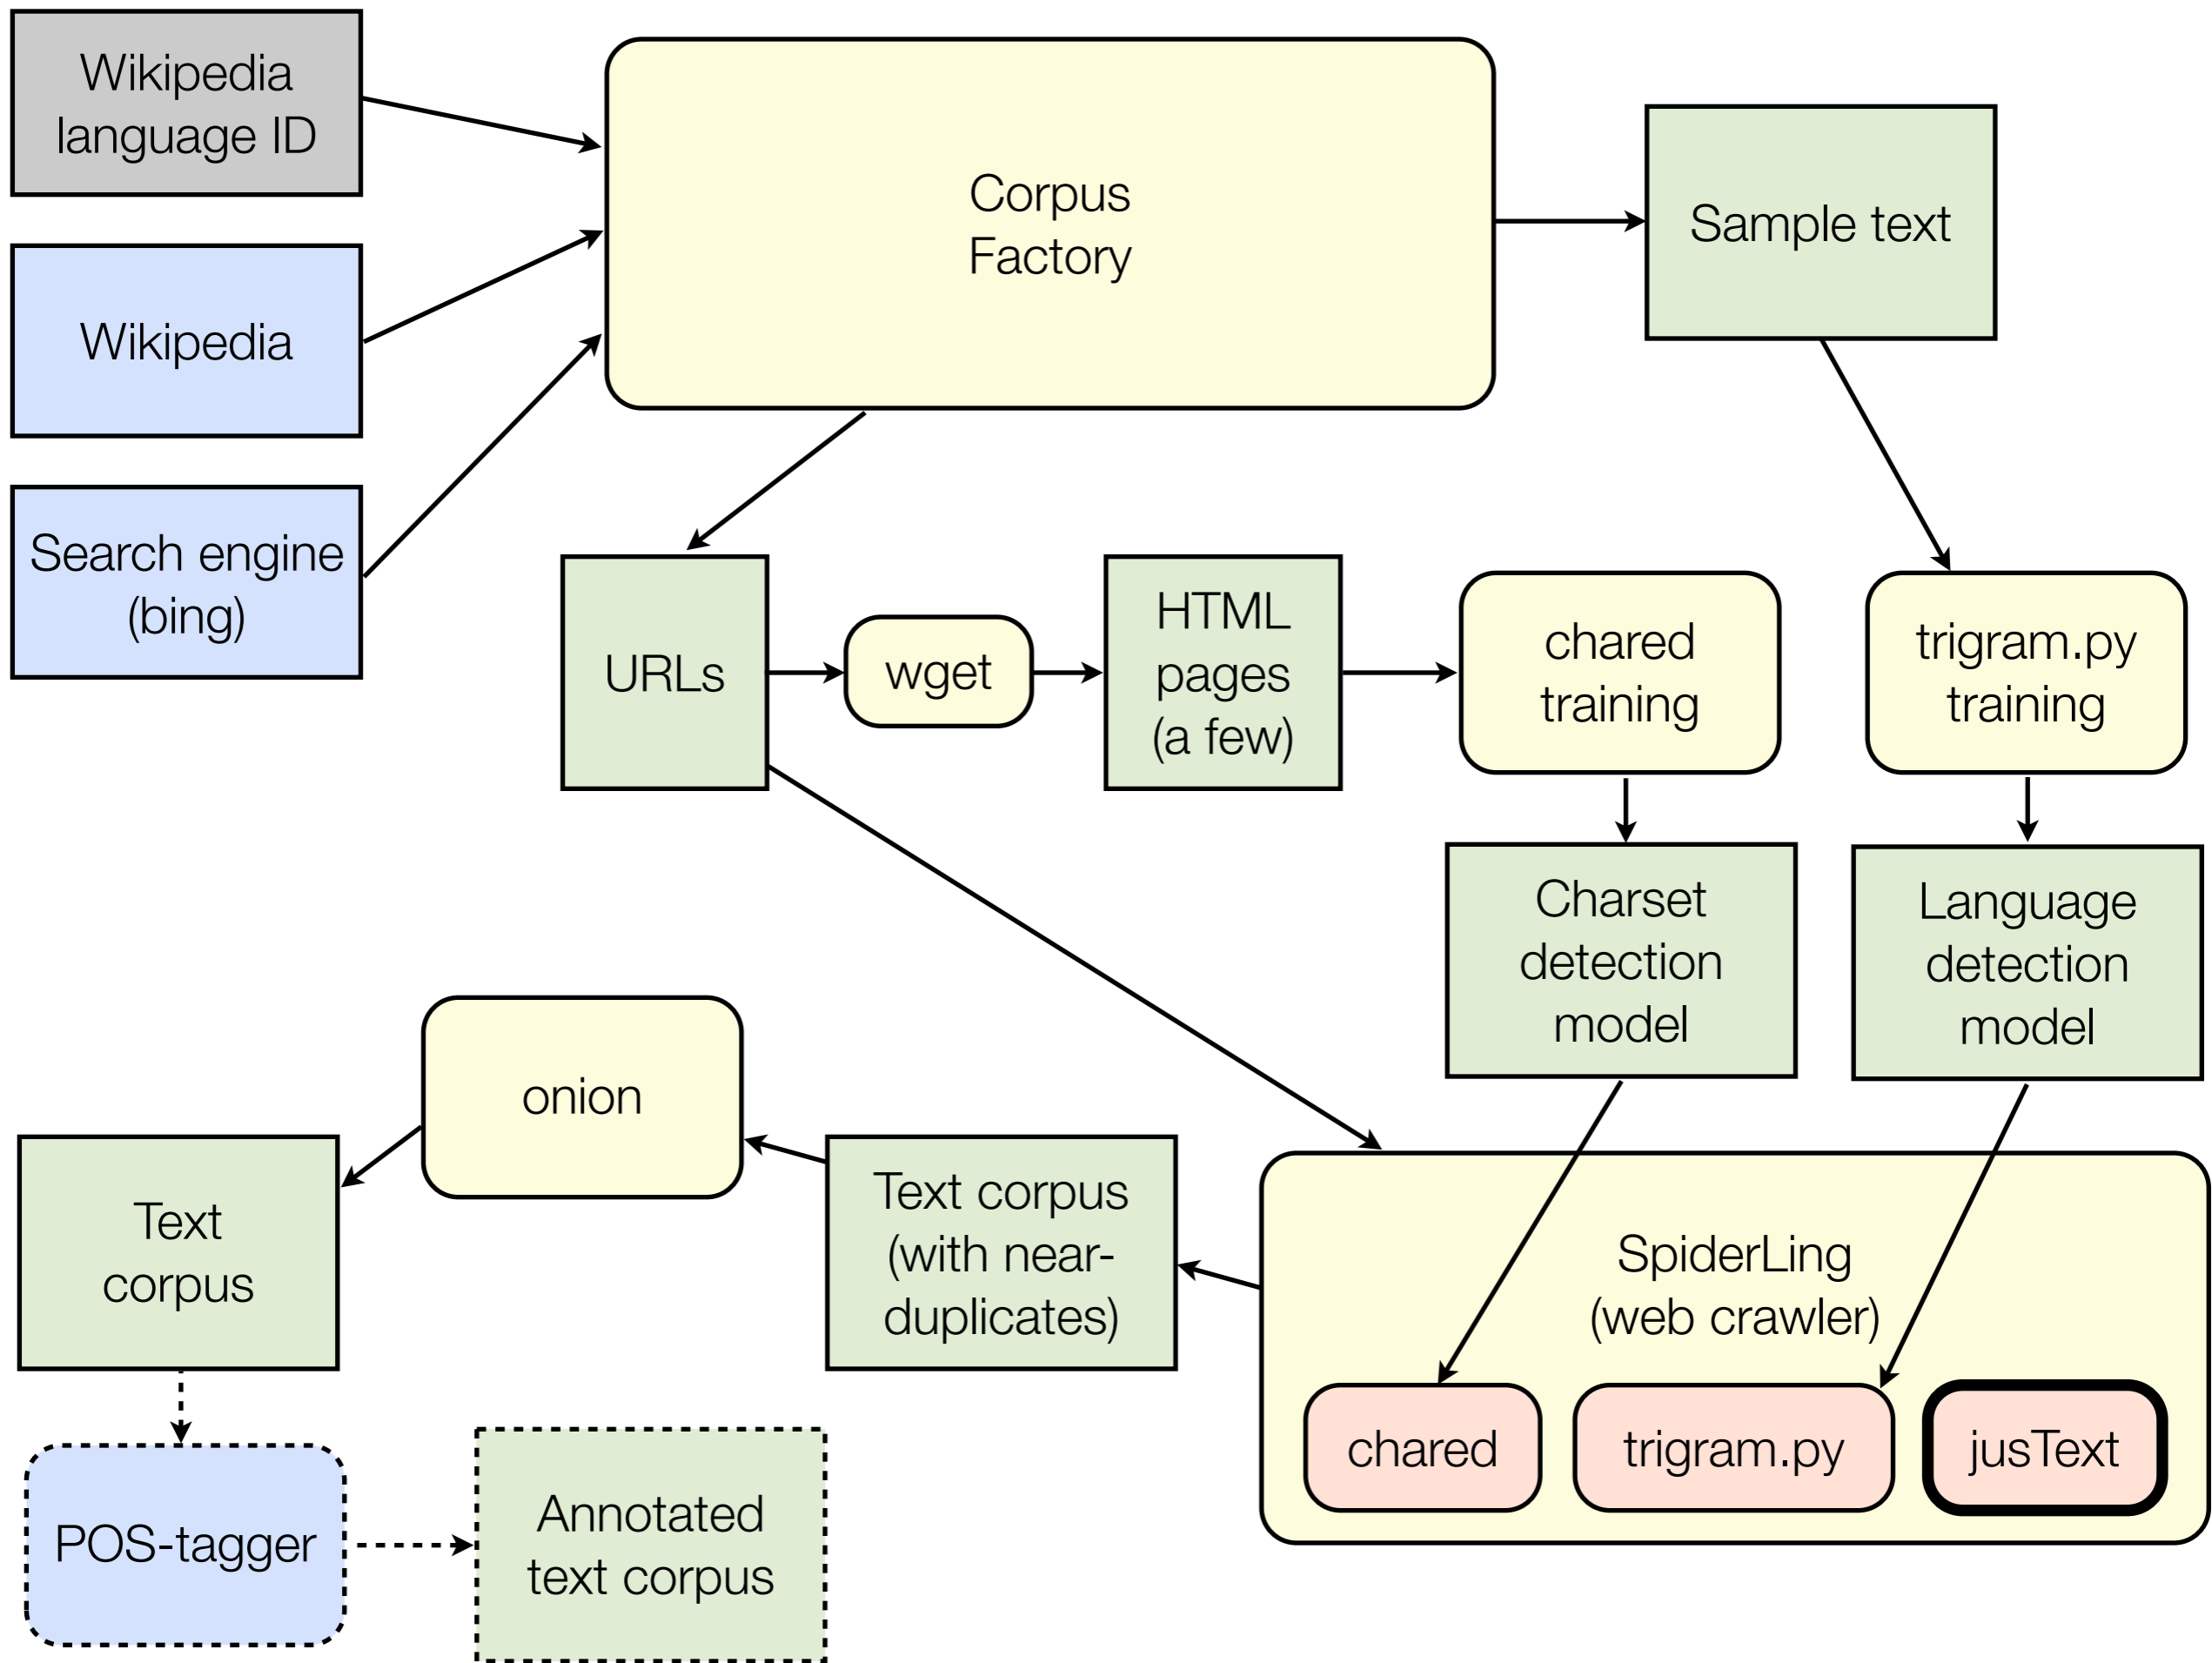 Wikipedia
language ID
Corpus
Factory
Sample text
Wikipedia
Search engine
(bing)
URLs
wget
HTML
pages
(a few)
chared
training
trigram.py
training
Charset
detection
model
Language
detection
model
onion
Text
corpus
Text corpus
(with near-
duplicates)
SpiderLing
(web crawler)
chared
trigram.py
jusText
POS-tagger
Annotated
text corpus